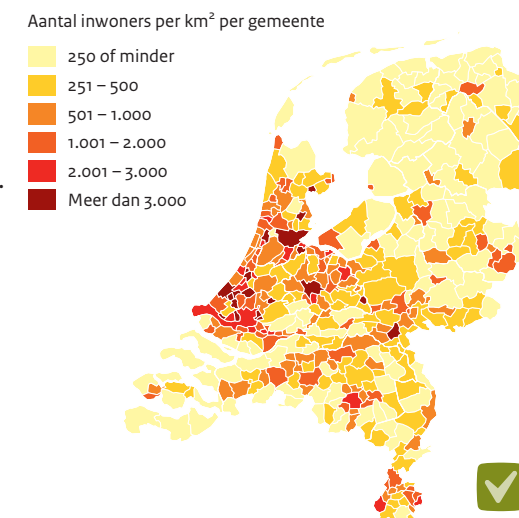 Aantal inwoners per km² per gemeente
250 of minder
251 – 500
501 – 1.000
1.001 – 2.000
2.001 – 3.000
Meer dan 3.000